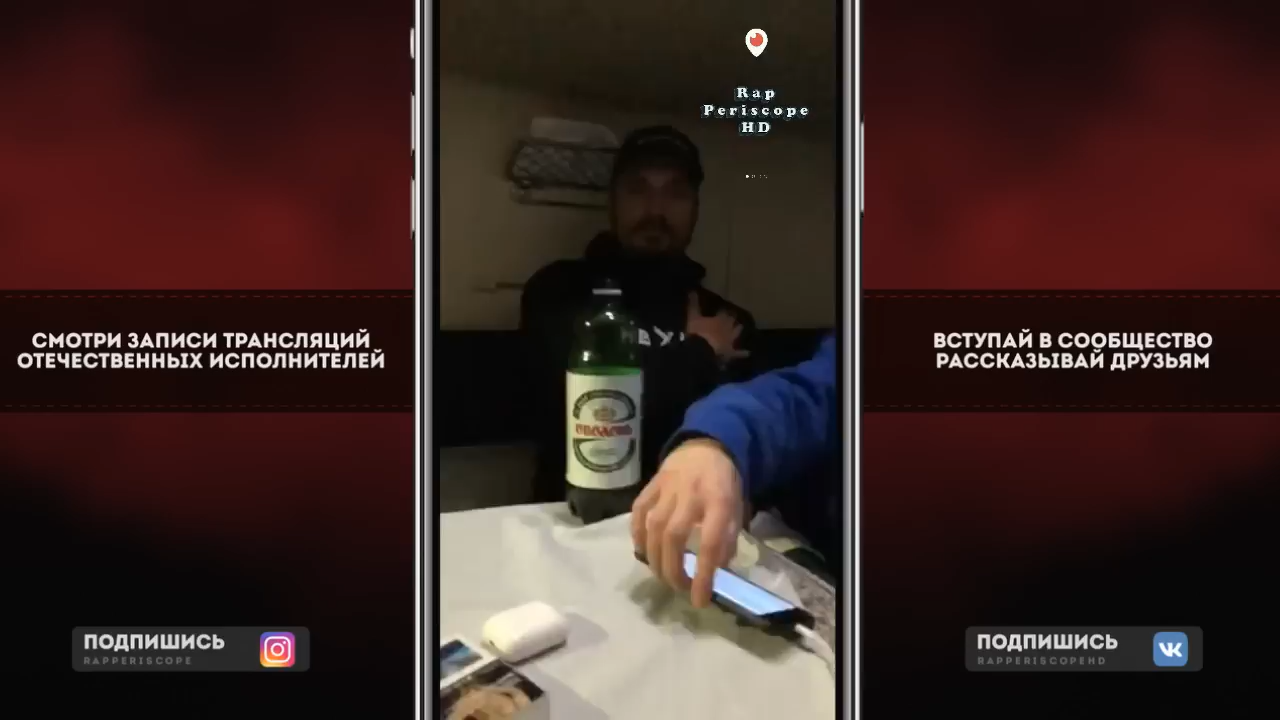 Rap
Periscope
HD
СМОТРИ ЗАПИСИ ТРАНСЛЯЦИЙ
ОТЕЧЕСТВЕННЫХ ИСПОЛНИТЕЛЕЙ
ВСТУПАЙ В СООБЩЕСТВО
РАССКАЗЫВАЙ ДРУЗЬЯМ
ПОДПИШИСЬ
RAPPERISCOPE
ПОДПИШИСЬ
RAPPERISCOPEHD